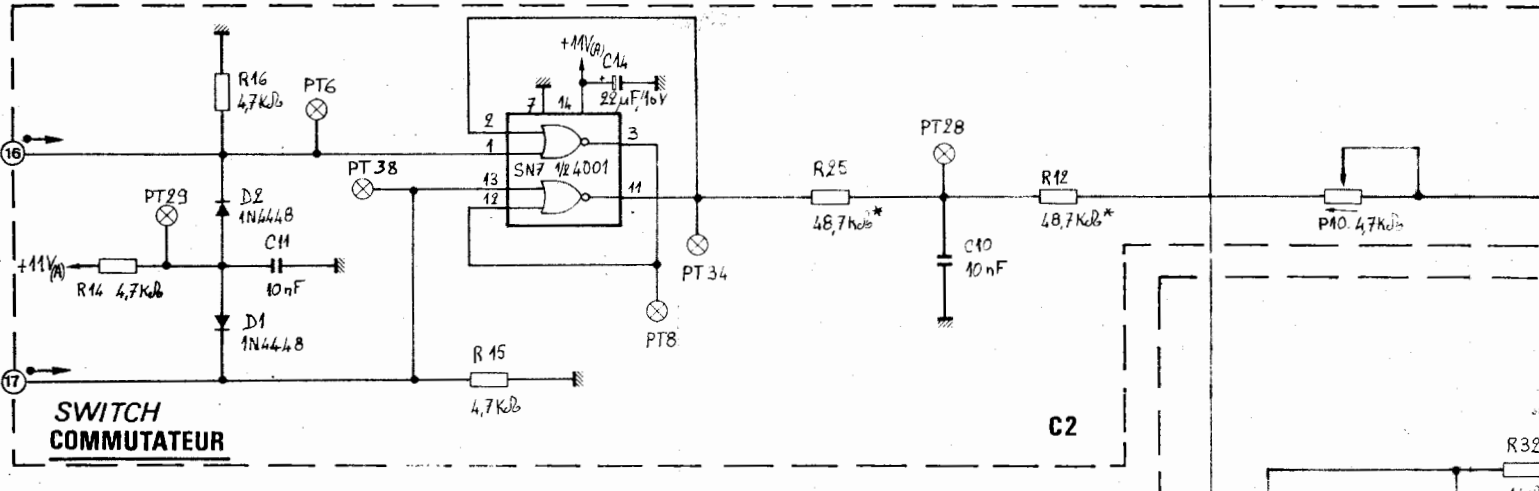 R16
4,7KΩ
PT6
+11V(A)
C14
+
22µF/10V
7
14
2
1
3
SN7 1/2 4001
13
12
11
16
PT38
PT29
D2
1N4448
C11
10nF
+11V(A)
R14 4,7KΩ
D1
1N4448
17
R15
4,7KΩ
PT34
PT8
R25
48,7KΩ*
PT28
C10
10nF
R12
48,7KΩ*
P10. 4,7KΩ
SWITCH
COMMUTATEUR
C2
R32